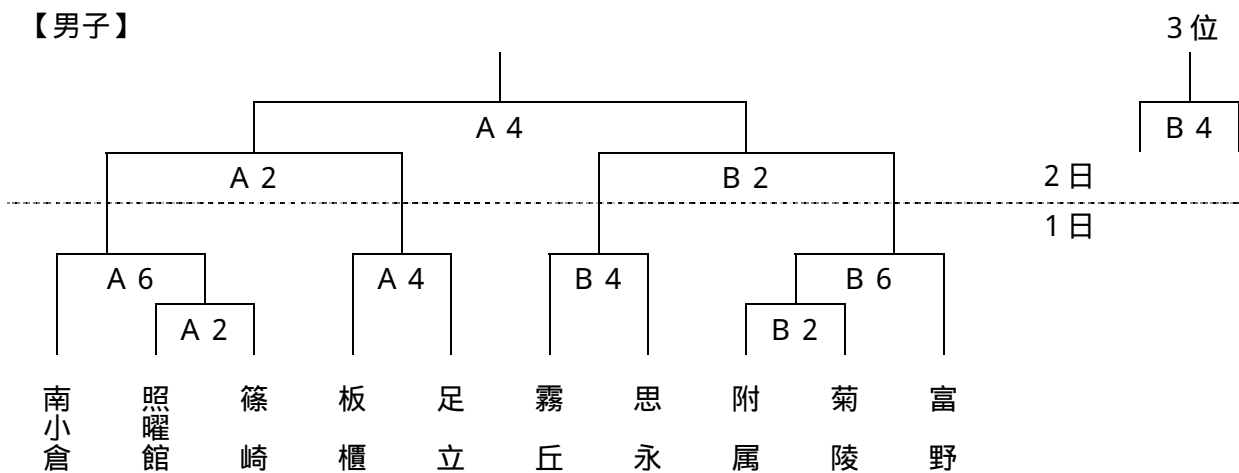 【男子】
3位
A 4
B 4
A 2
B 2
2日
1日
A 6
A 4
B 4
B 6
A 2
B 2
南小倉
照曜館
篠崎
板櫃
足立
霧丘
思永
附属
菊陵
富野